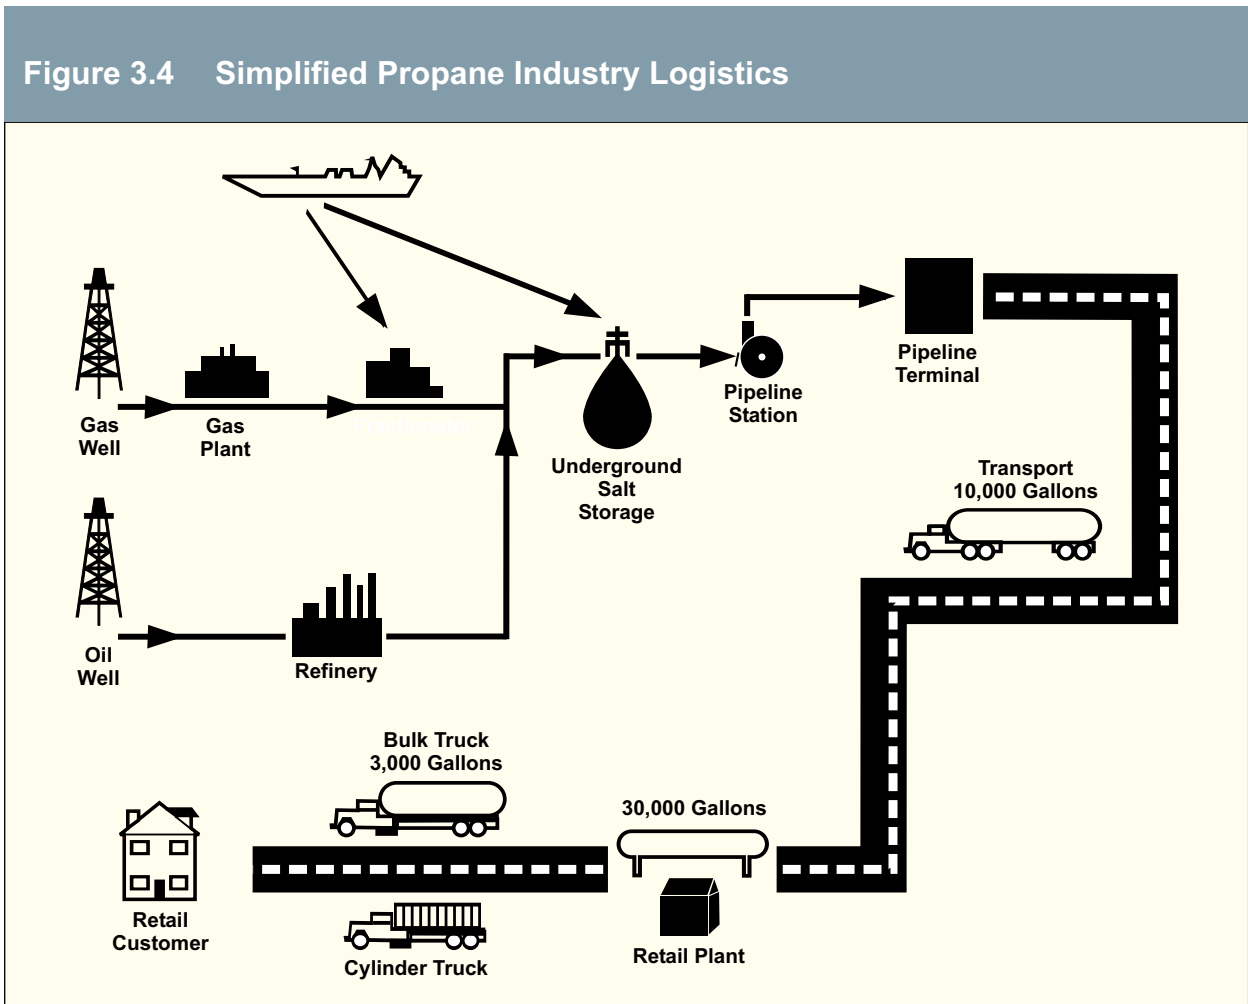 Figure 3.4 Simplified Propane Industry Logistics
Gas
Well
Gas
Plant
Fractionator
Underground
Salt
Storage
Pipeline
Station
Pipeline
Terminal
Transport
10,000 Gallons
Oil
Well
Refinery
Bulk Truck
3,000 Gallons
30,000 Gallons
Retail
Customer
Cylinder Truck
Retail Plant